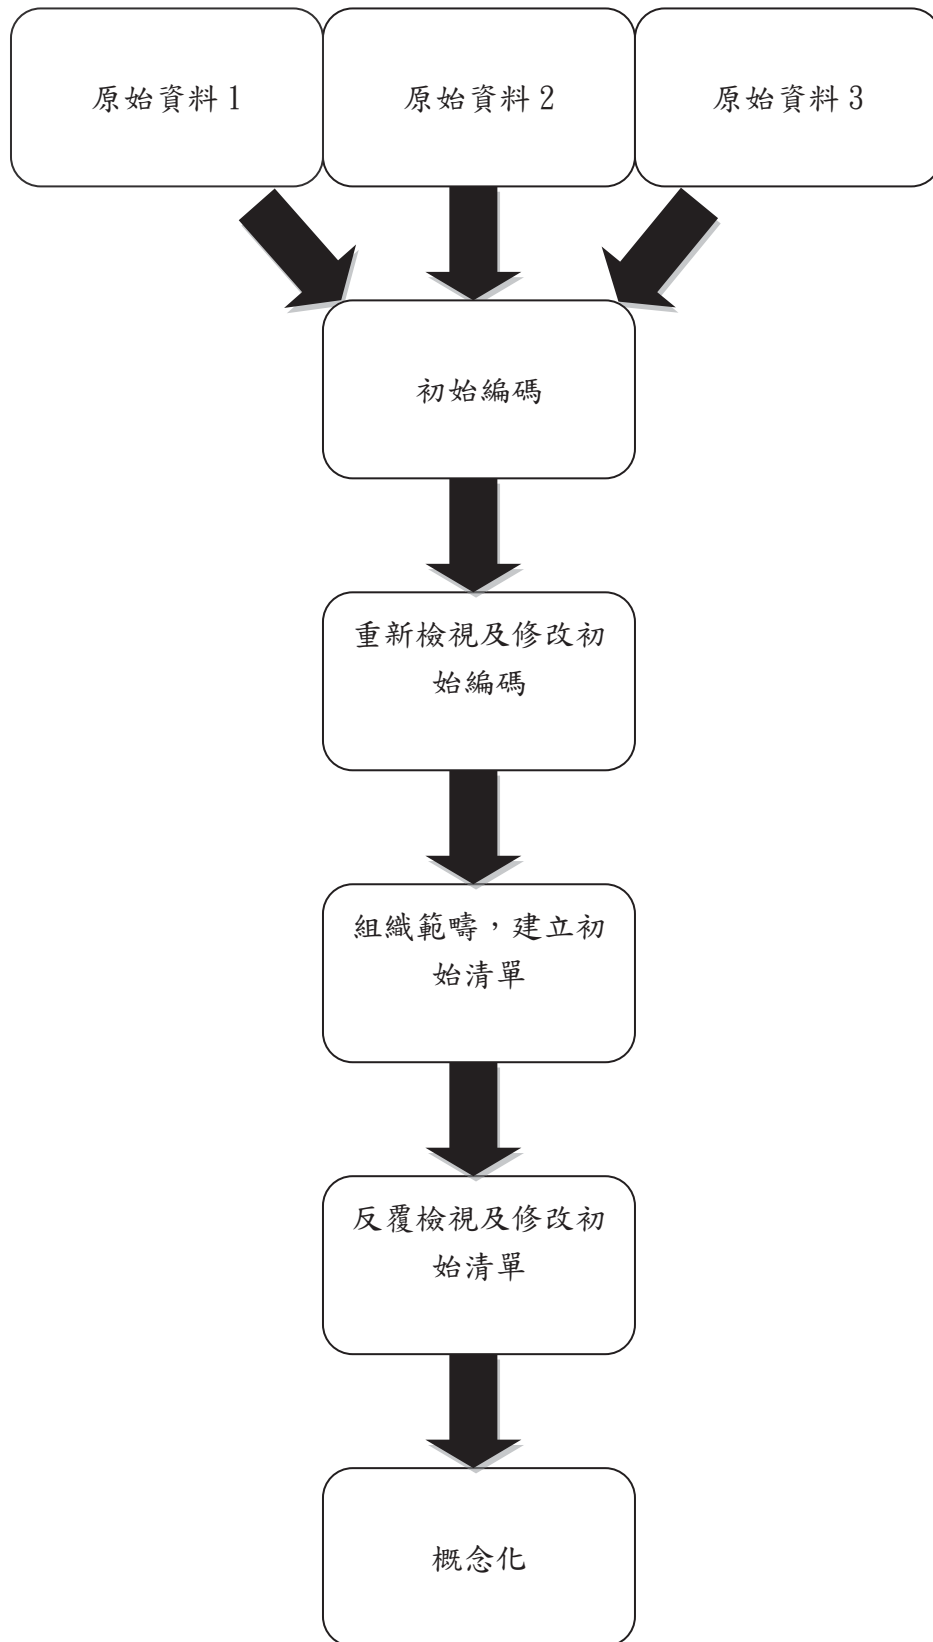 原始資料 1
原始資料 2
原始資料 3
初始編碼
重新檢視及修改初
始編碼
組織範疇，建立初
始清單
反覆檢視及修改初
始清單
概念化